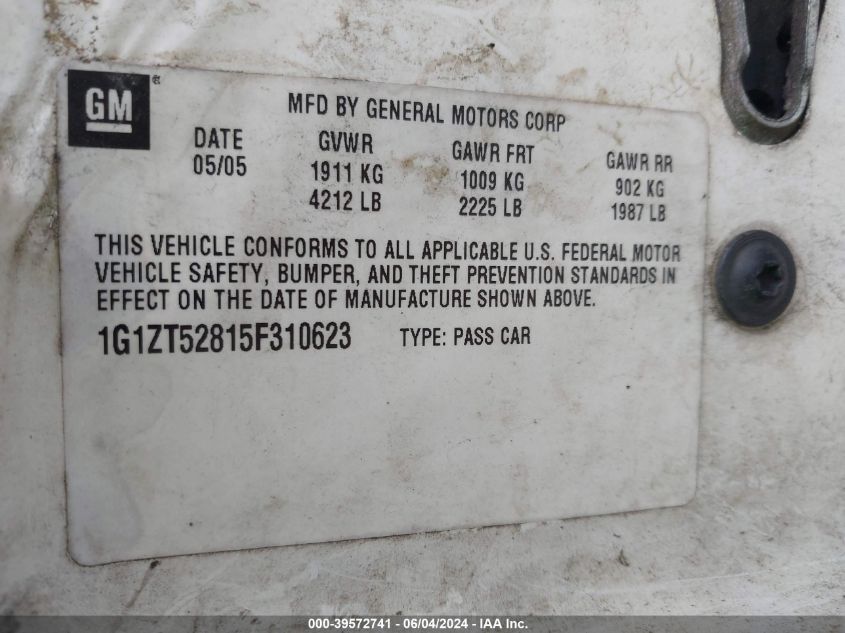 GM®
MFD BY GENERAL MOTORS CORP
DATE GVWR GAWR FRT GAWR RR
05/05 1911 KG 1009 KG 902 KG
4212 LB 2225 LB 1987 LB
THIS VEHICLE CONFORMS TO ALL APPLICABLE U.S. FEDERAL MOTOR
VEHICLE SAFETY, BUMPER, AND THEFT PREVENTION STANDARDS IN
EFFECT ON THE DATE OF MANUFACTURE SHOWN ABOVE.
1G1ZT52815F310623 TYPE: PASS CAR
000-39572741 - 06/04/2024 - IAA Inc.